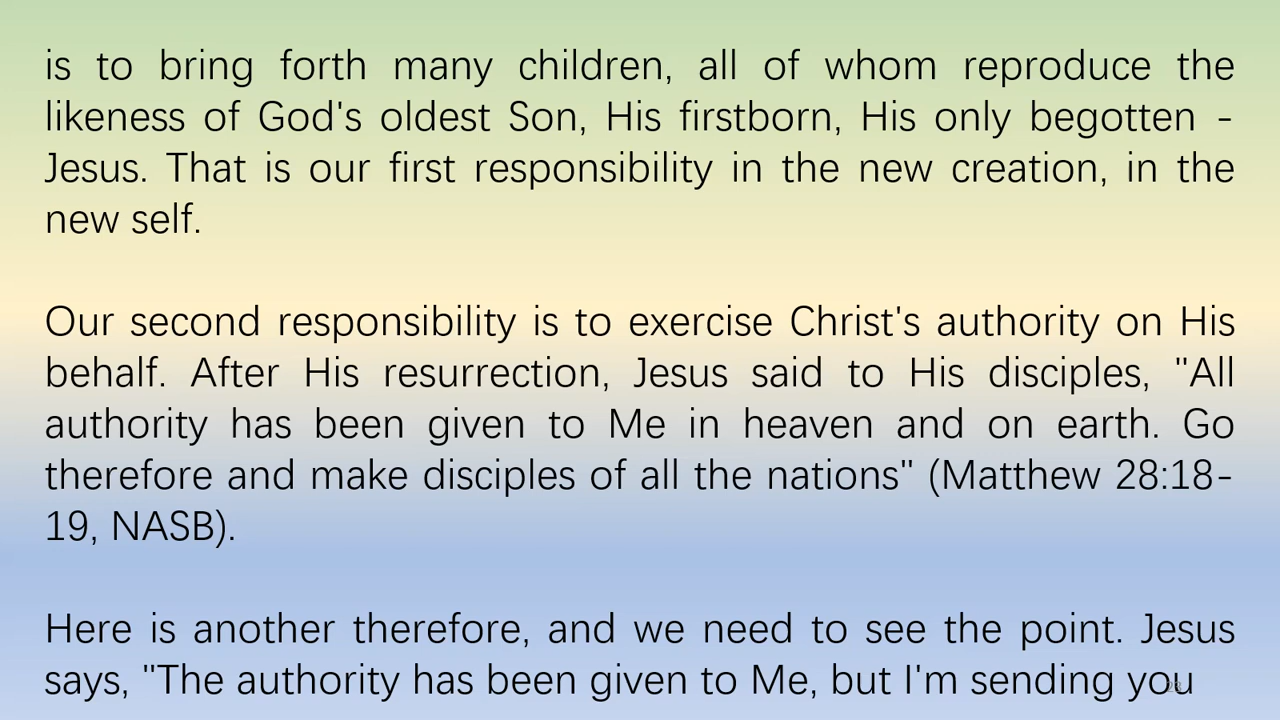 is to bring forth many children, all of whom reproduce the
likeness of God's oldest Son, His firstborn, His only begotten -
Jesus. That is our first responsibility in the new creation, in the
new self.
Our second responsibility is to exercise Christ's authority on His
behalf. After His resurrection, Jesus said to His disciples, "All
authority has been given to Me in heaven and on earth. Go
therefore and make disciples of all the nations" (Matthew 28:18-
19, NASB).
Here is another therefore, and we need to see the point. Jesus
says, "The authority has been given to Me, but I'm sending you